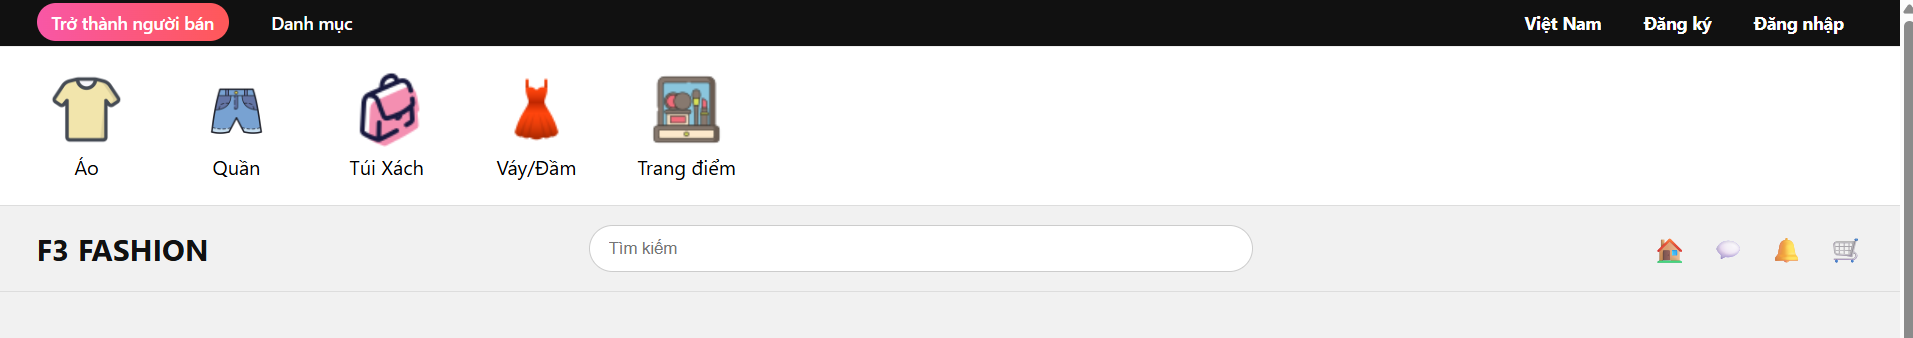 Trở thành người bán Danh mục Việt Nam Đăng ký Đăng nhập
Áo Quần Túi Xách Váy/Đầm Trang điểm
F3 FASHION Tìm kiếm